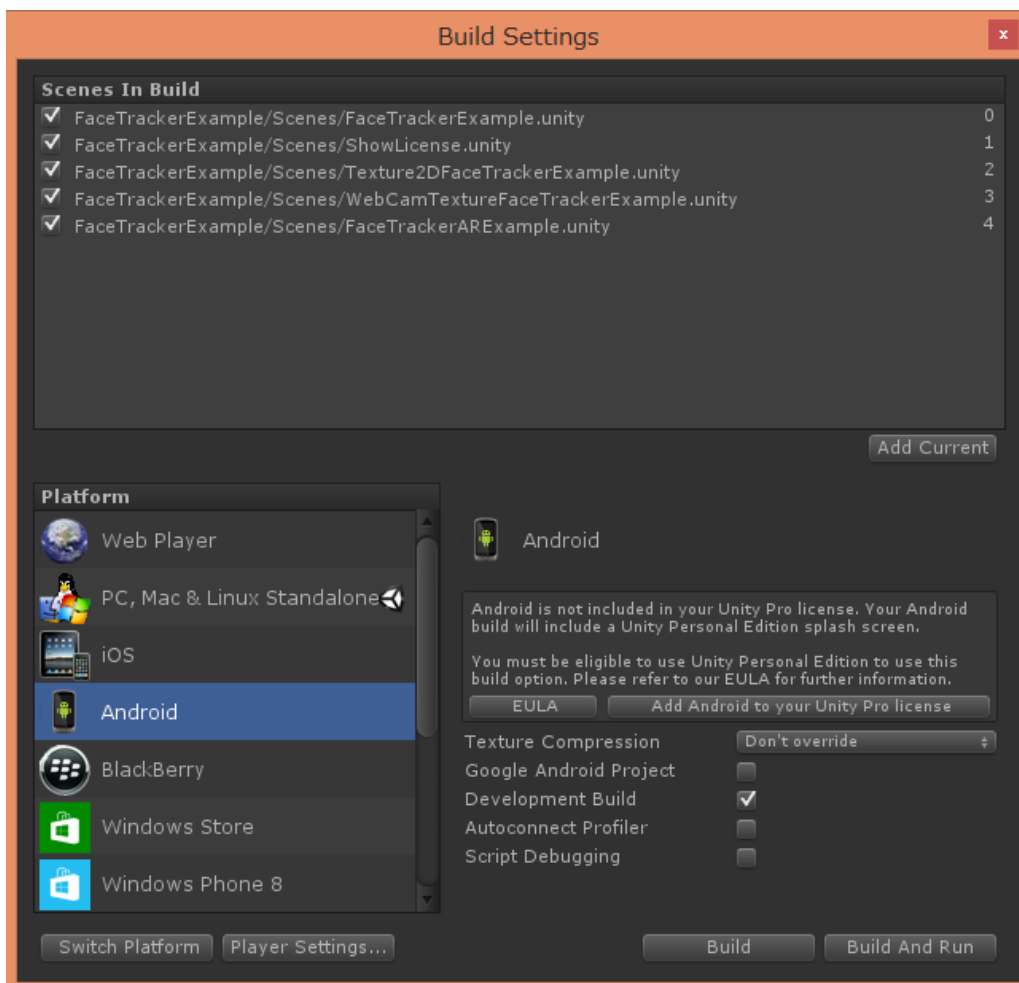 Build Settings
x
Scenes In Build
FaceTrackerExample/Scenes/FaceTrackerExample.unity 0
FaceTrackerExample/Scenes/ShowLicense.unity 1
FaceTrackerExample/Scenes/Texture2DFaceTrackerExample.unity 2
FaceTrackerExample/Scenes/WebCamTextureFaceTrackerExample.unity 3
FaceTrackerExample/Scenes/FaceTrackerARExample.unity 4
Add Current
Platform
Web Player
PC, Mac & Linux Standalone
iOS
Android
BlackBerry
Windows Store
Windows Phone 8
Android
Android is not included in your Unity Pro license. Your Android
build will include a Unity Personal Edition splash screen.
You must be eligible to use Unity Personal Edition to use this
build option. Please refer to our EULA for further information.
EULA Add Android to your Unity Pro license
Texture Compression Don't override
Google Android Project
Development Build
Autoconnect Profiler
Script Debugging
Switch Platform Player Settings... Build Build And Run